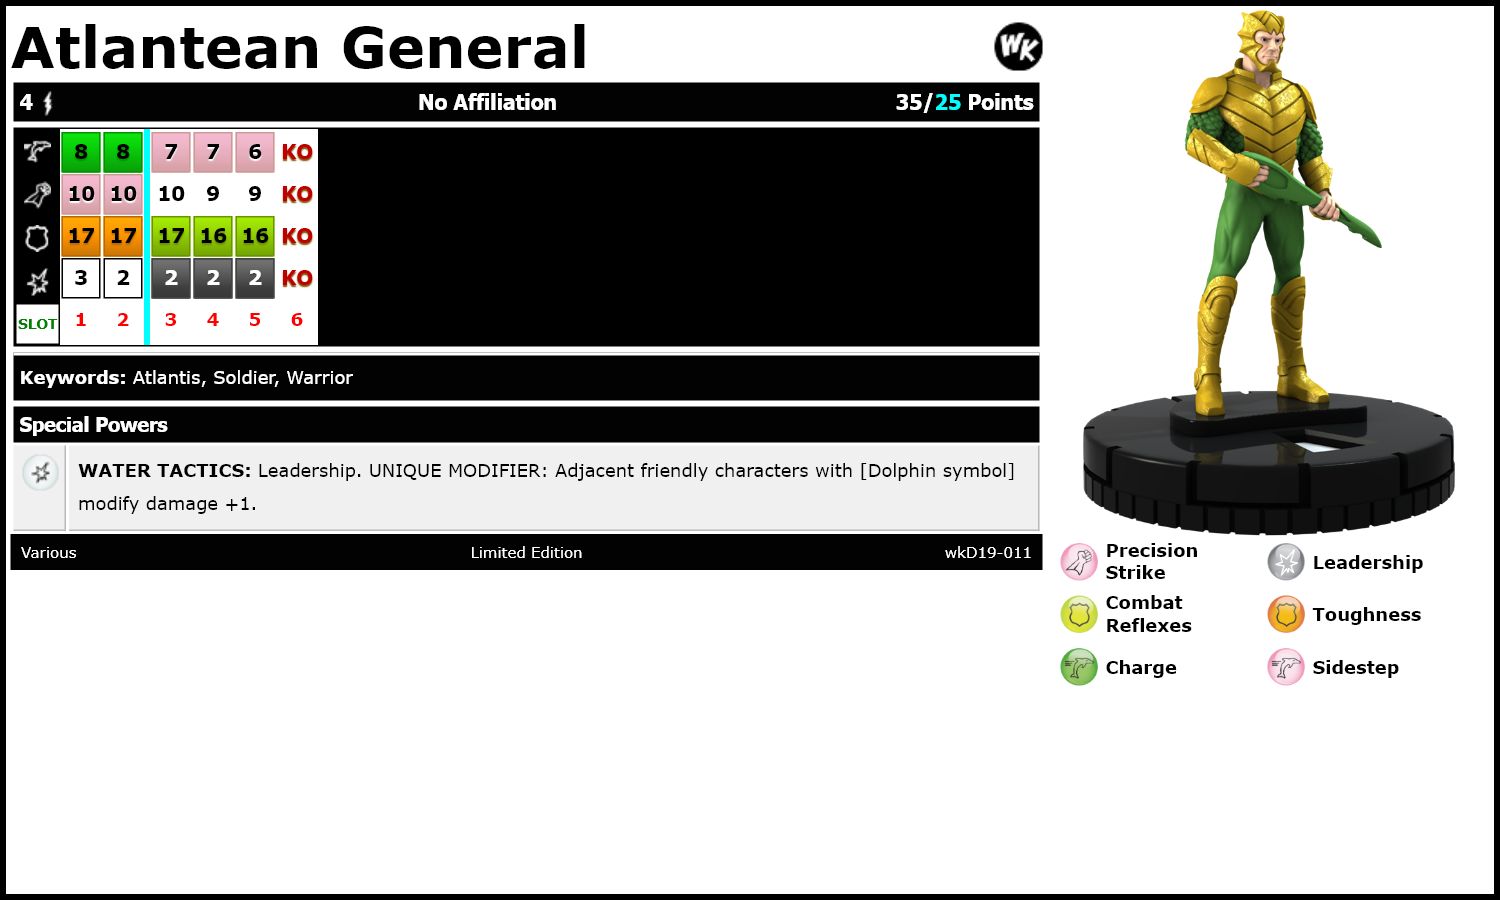 Atlantean General
WK
4 No Affiliation 35/25 Points
8 8 7 7 6 KO
10 10 10 9 9 KO
17 17 17 16 16 KO
3 2 2 2 2 KO
SLOT 1 2 3 4 5 6
Keywords: Atlantis, Soldier, Warrior
Special Powers
WATER TACTICS: Leadership. UNIQUE MODIFIER: Adjacent friendly characters with [Dolphin symbol]
modify damage +1.
Various Limited Edition wkD19-011
Precision
Strike
Leadership
Combat
Reflexes
Toughness
Charge
Sidestep